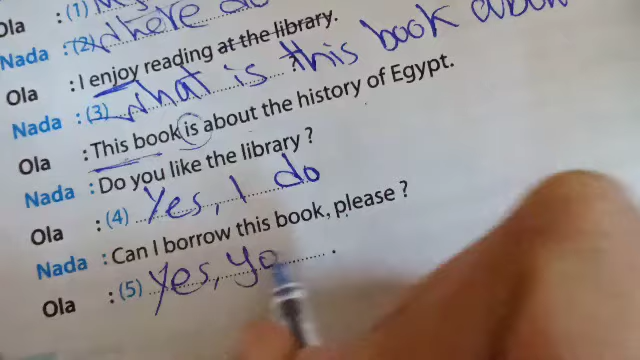 Ola : (1) My
Nada : (2) Where do
Ola : I enjoy reading at the library.
Nada : (3) What is this book about
Ola : This book is about the history of Egypt.
Nada : Do you like the library ?
Ola : (4) Yes, I do
Nada : Can I borrow this book, please ?
Ola : (5) Yes, yo .